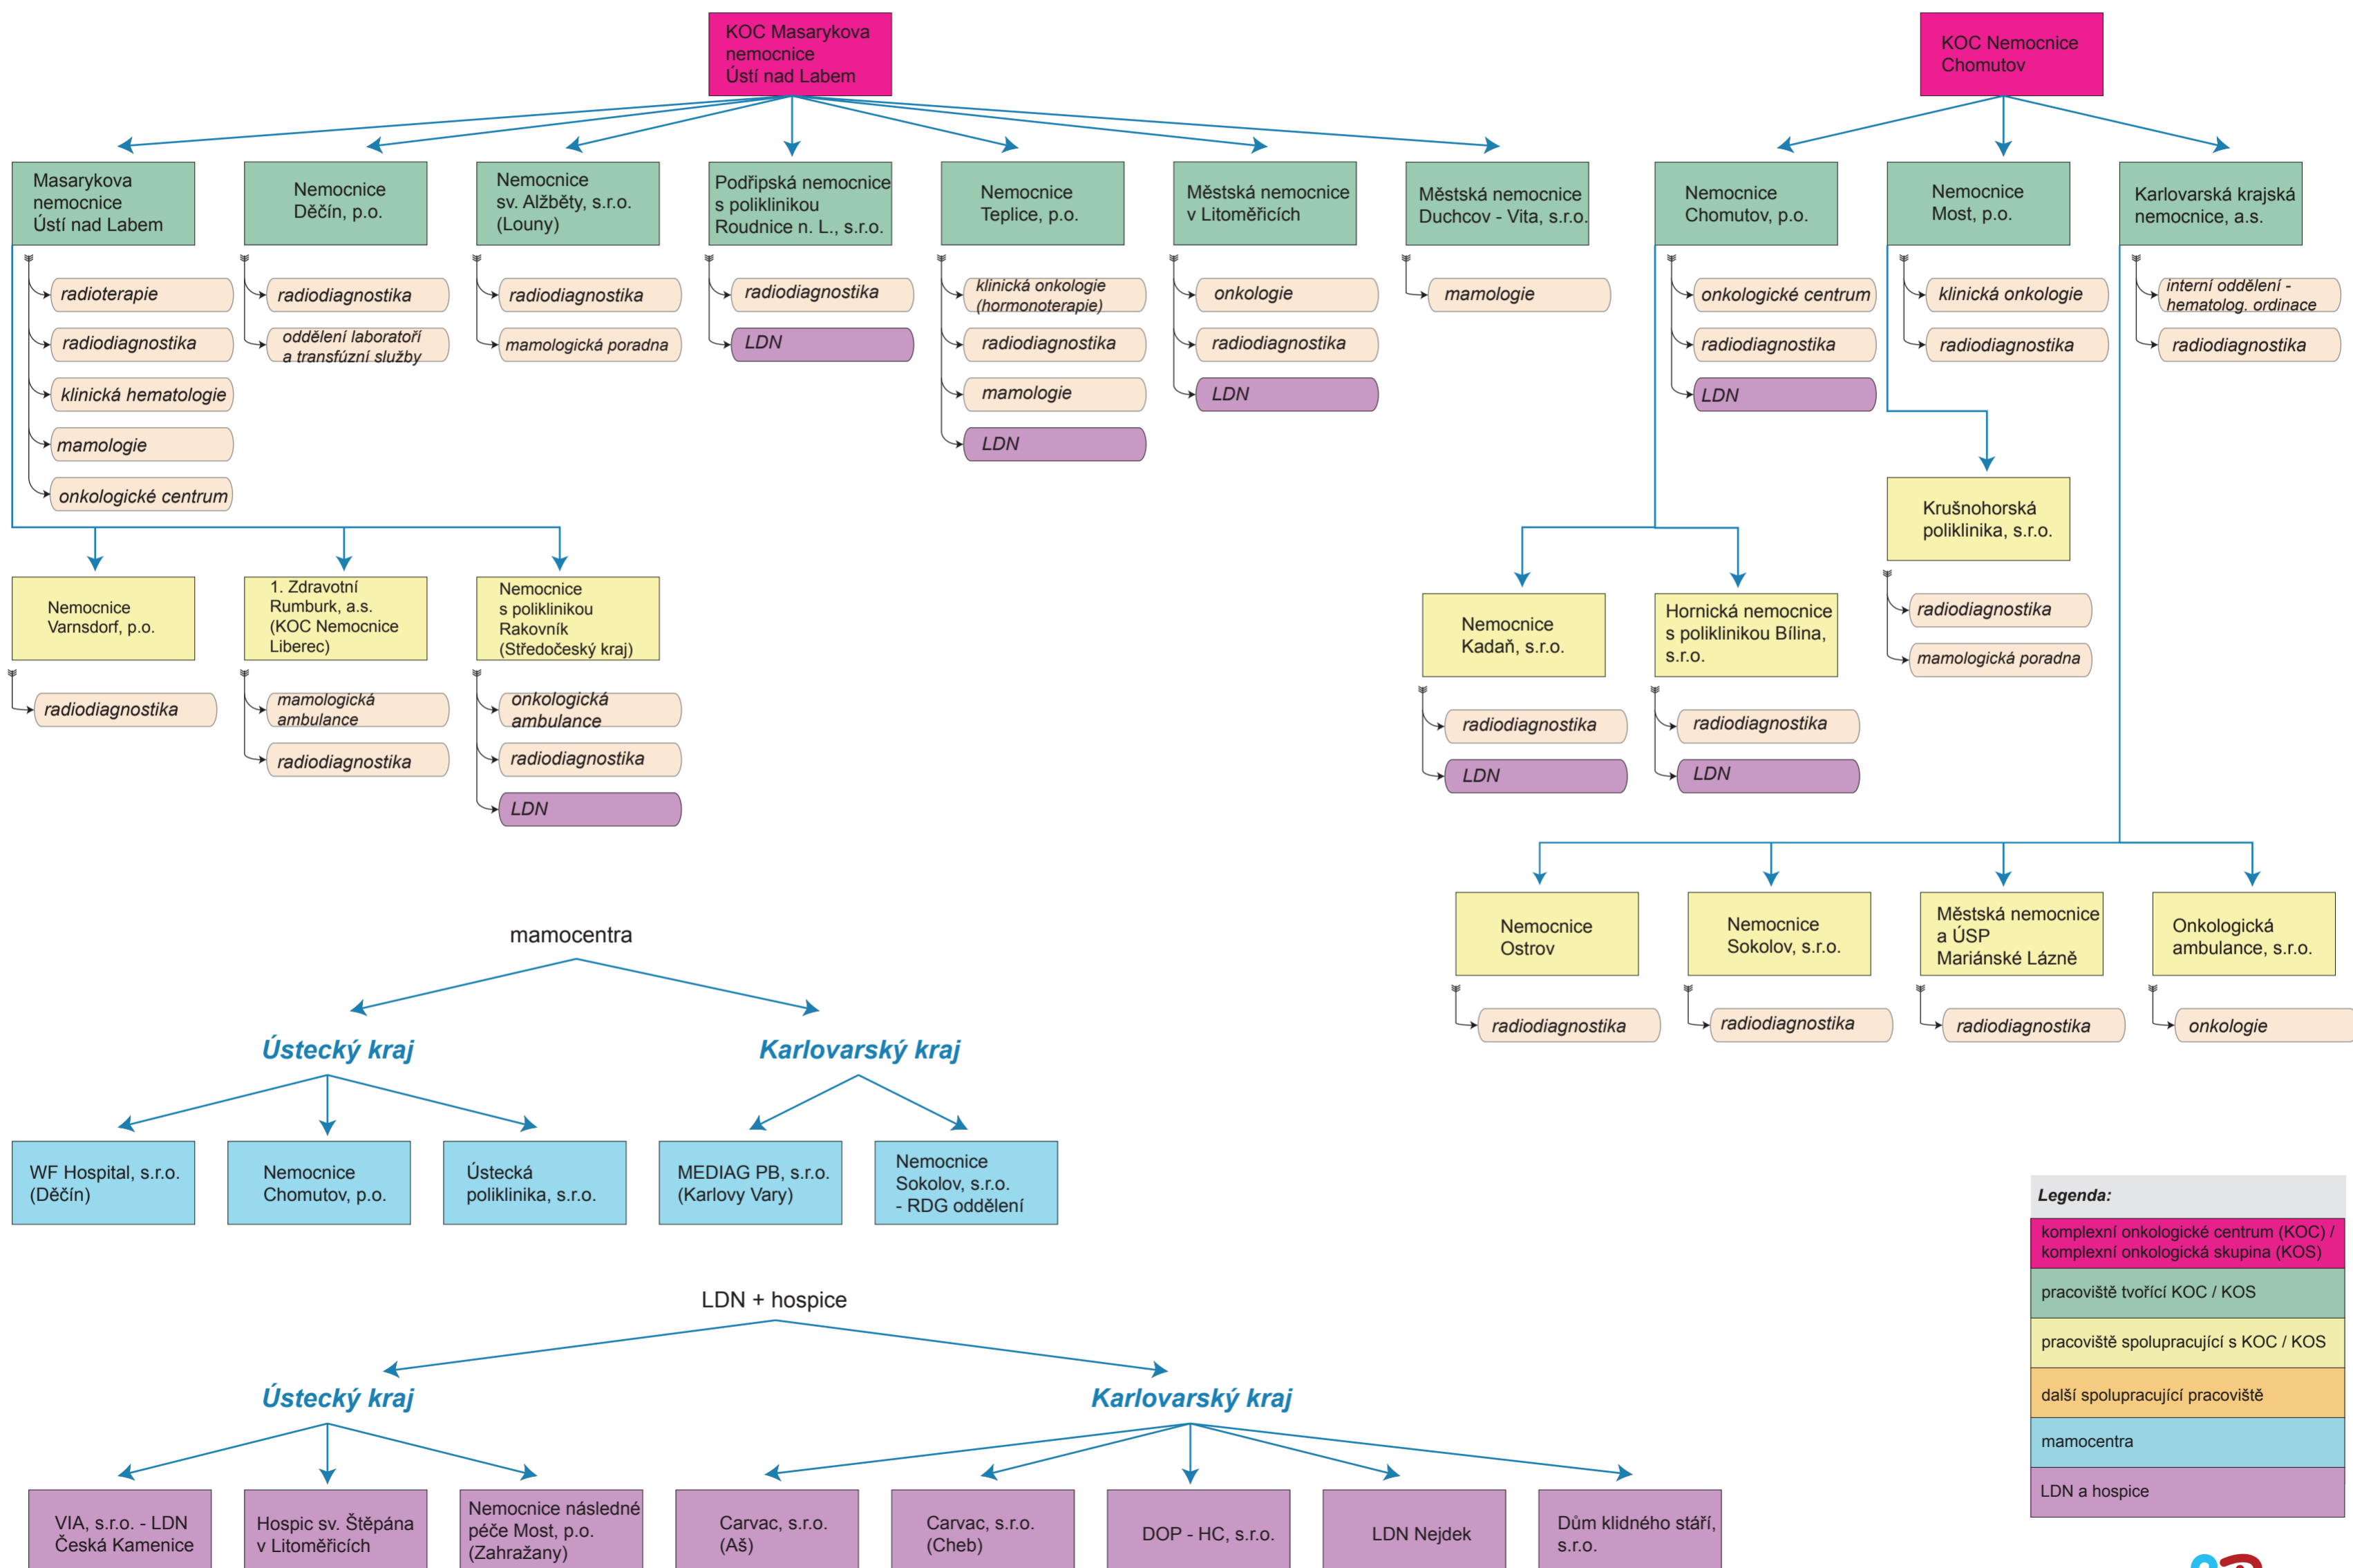 KOC Masarykova
nemocnice
Ústí nad Labem
KOC Nemocnice
Chomutov
Masarykova
nemocnice
Ústí nad Labem
Nemocnice
Děčín, p.o.
Nemocnice
sv. Alžběty, s.r.o.
(Louny)
Podřipská nemocnice
s poliklinikou
Roudnice n. L., s.r.o.
Nemocnice
Teplice, p.o.
Městská nemocnice
v Litoměřicích
Městská nemocnice
Duchcov - Vita, s.r.o.
Nemocnice
Chomutov, p.o.
Nemocnice
Most, p.o.
Karlovarská krajská
nemocnice, a.s.
radioterapie
radiodiagnostika
klinická hematologie
mamologie
onkologické centrum
radiodiagnostika
oddělení laboratoří
a transfúzní služby
radiodiagnostika
mamologická poradna
radiodiagnostika
LDN
klinická onkologie
(hormonoterapie)
radiodiagnostika
mamologie
LDN
onkologie
radiodiagnostika
LDN
mamologie
onkologické centrum
radiodiagnostika
LDN
klinická onkologie
radiodiagnostika
interní oddělení -
hematolog. ordinace
radiodiagnostika
Krušnohorská
poliklinika, s.r.o.
radiodiagnostika
mamologická poradna
Nemocnice
Varnsdorf, p.o.
1. Zdravotní
Rumburk, a.s.
(KOC Nemocnice
Liberec)
Nemocnice
s poliklinikou
Rakovník
(Středočeský kraj)
radiodiagnostika
mamologická
ambulance
radiodiagnostika
onkologická
ambulance
radiodiagnostika
LDN
Nemocnice
Kadaň, s.r.o.
Hornická nemocnice
s poliklinikou Bílina,
s.r.o.
radiodiagnostika
LDN
radiodiagnostika
LDN
Nemocnice
Ostrov
Nemocnice
Sokolov, s.r.o.
Městská nemocnice
a ÚSP
Mariánské Lázně
Onkologická
ambulance, s.r.o.
radiodiagnostika
radiodiagnostika
radiodiagnostika
onkologie
mamocentra
Ústecký kraj
Karlovarský kraj
WF Hospital, s.r.o.
(Děčín)
Nemocnice
Chomutov, p.o.
Ústecká
poliklinika, s.r.o.
MEDIAG PB, s.r.o.
(Karlovy Vary)
Nemocnice
Sokolov, s.r.o.
- RDG oddělení
LDN + hospice
Ústecký kraj
Karlovarský kraj
VIA, s.r.o. - LDN
Česká Kamenice
Hospic sv. Štěpána
v Litoměřicích
Nemocnice následné
péče Most, p.o.
(Zahražany)
Carvac, s.r.o.
(Aš)
Carvac, s.r.o.
(Cheb)
DOP - HC, s.r.o.
LDN Nejdek
Dům klidného stáří,
s.r.o.
Legenda:
komplexní onkologické centrum (KOC) /
komplexní onkologická skupina (KOS)
pracoviště tvořící KOC / KOS
pracoviště spolupracující s KOC / KOS
další spolupracující pracoviště
mamocentra
LDN a hospice